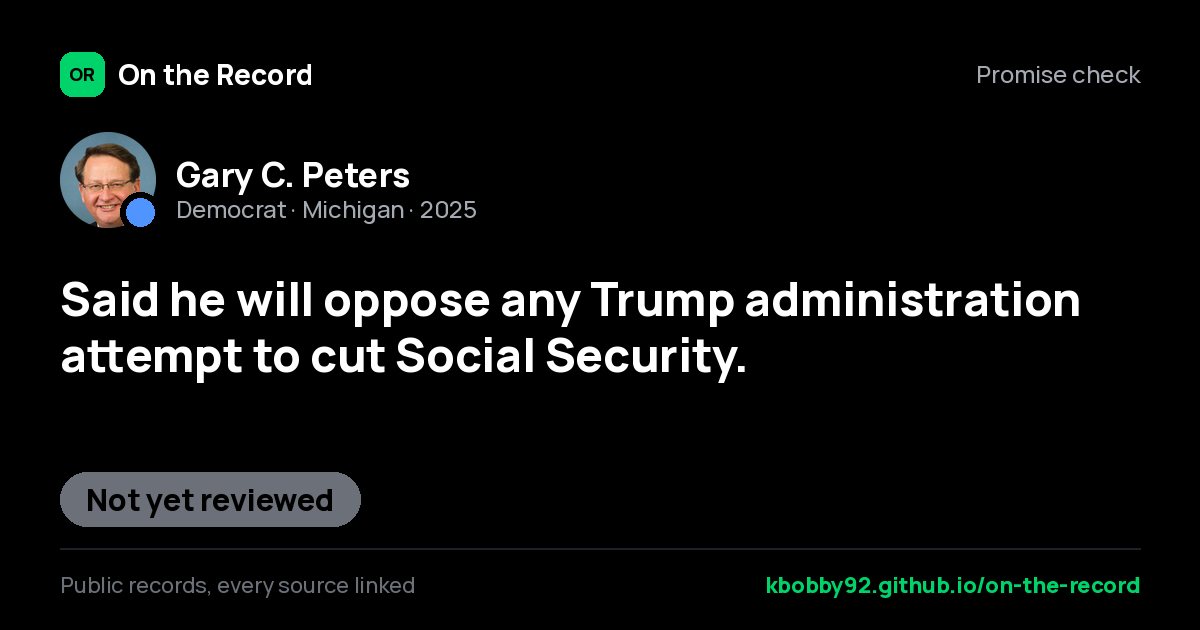 OR On the Record
Promise check
Gary C. Peters
Democrat · Michigan · 2025
Said he will oppose any Trump administration
attempt to cut Social Security.
Not yet reviewed
Public records, every source linked
kbobby92.github.io/on-the-record